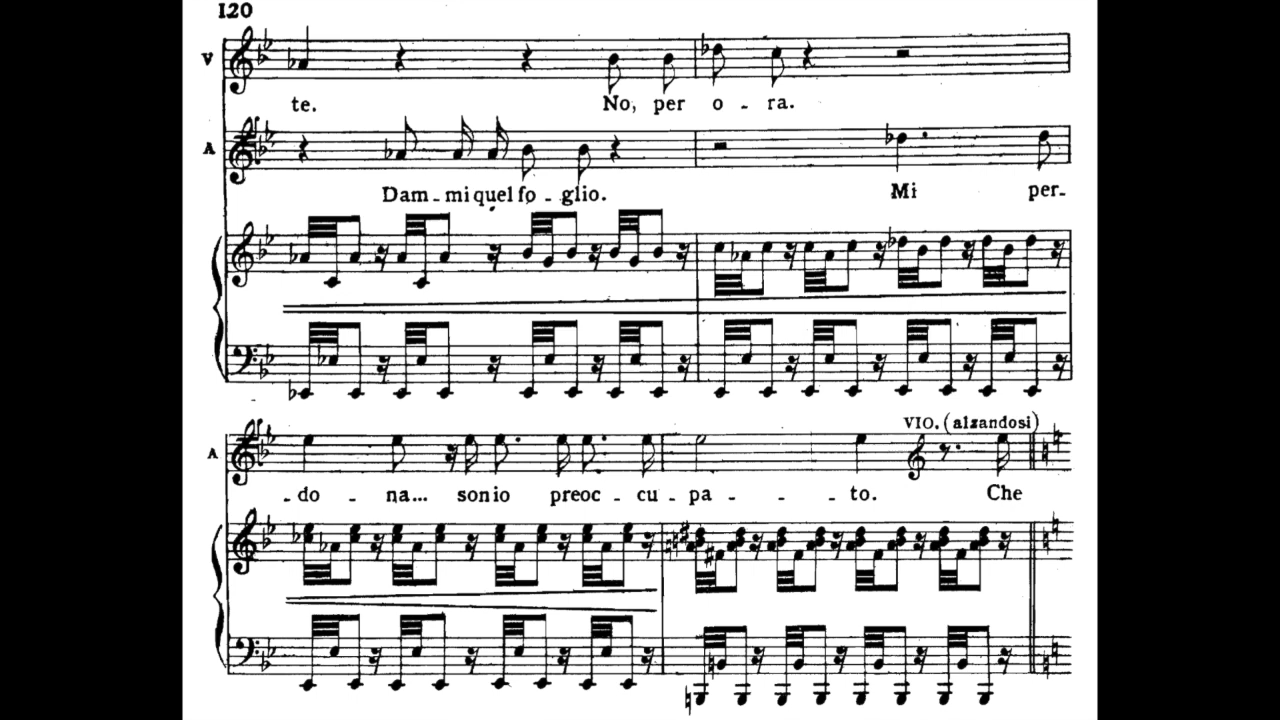 120
V
te. No, per o - ra.
A
Dam - mi quel fo - glio. Mi per-
VIO. (alzandosi)
A
- do - na... son io preoc - cu - pa - - - to. Che